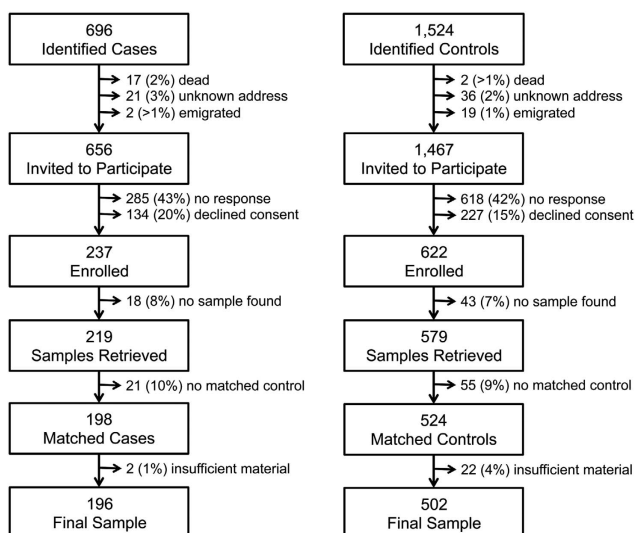 696
Identified Cases
17 (2%) dead
21 (3%) unknown address
2 (>1%) emigrated
656
Invited to Participate
285 (43%) no response
134 (20%) declined consent
237
Enrolled
18 (8%) no sample found
219
Samples Retrieved
21 (10%) no matched control
198
Matched Cases
2 (1%) insufficient material
196
Final Sample
1,524
Identified Controls
2 (>1%) dead
36 (2%) unknown address
19 (1%) emigrated
1,467
Invited to Participate
618 (42%) no response
227 (15%) declined consent
622
Enrolled
43 (7%) no sample found
579
Samples Retrieved
55 (9%) no matched control
524
Matched Controls
22 (4%) insufficient material
502
Final Sample